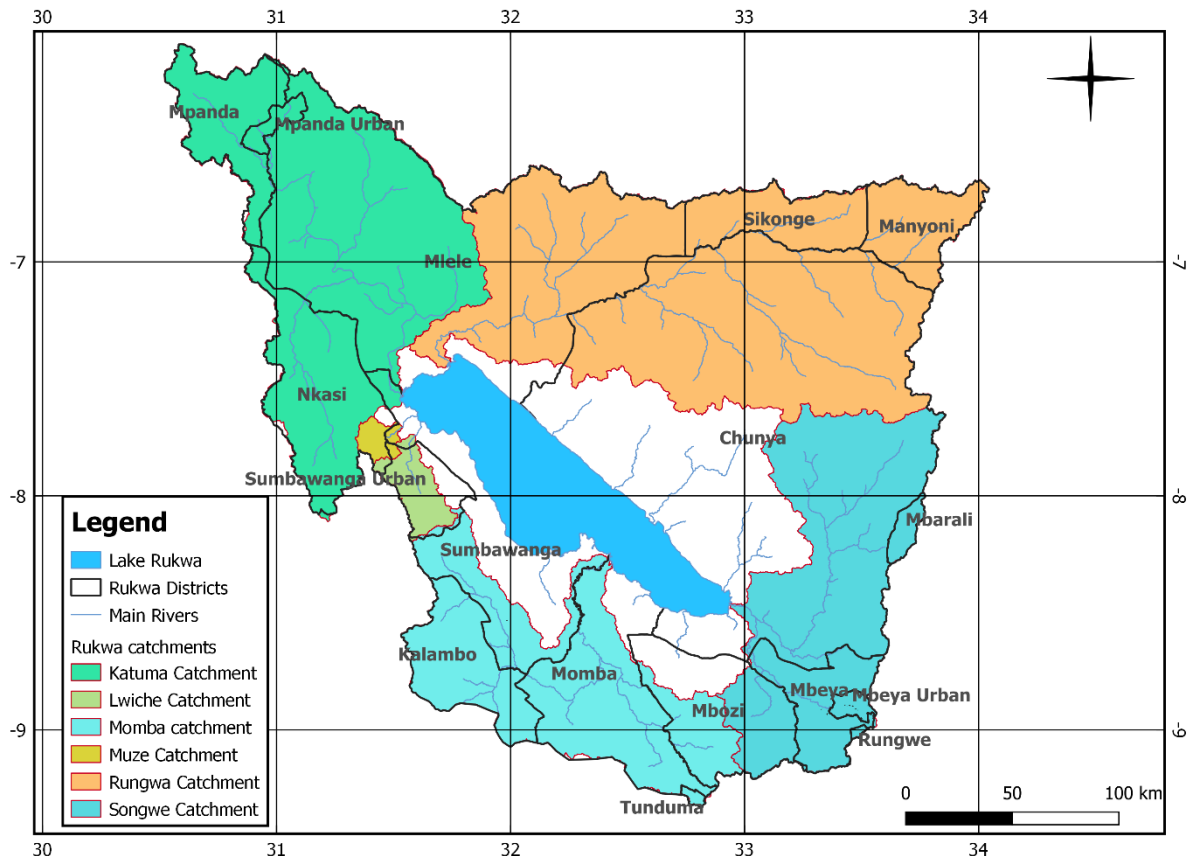 30
31
32
33
34
Mpanda
Mpanda Urban
Sikonge
Manyoni
-7
Mlele
-7
Nkasi
Chunya
Sumbawanga Urban
-8
-8
Mbarali
Sumbawanga
Kalambo
Momba
Mbeya
Mbeya Urban
Mbozi
Rungwe
-9
-9
Tunduma
Legend
Lake Rukwa
Rukwa Districts
Main Rivers
Rukwa catchments
Katuma Catchment
Lwiche Catchment
Momba catchment
Muze Catchment
Rungwa Catchment
Songwe Catchment
0 50 100 km
30
31
32
33
34